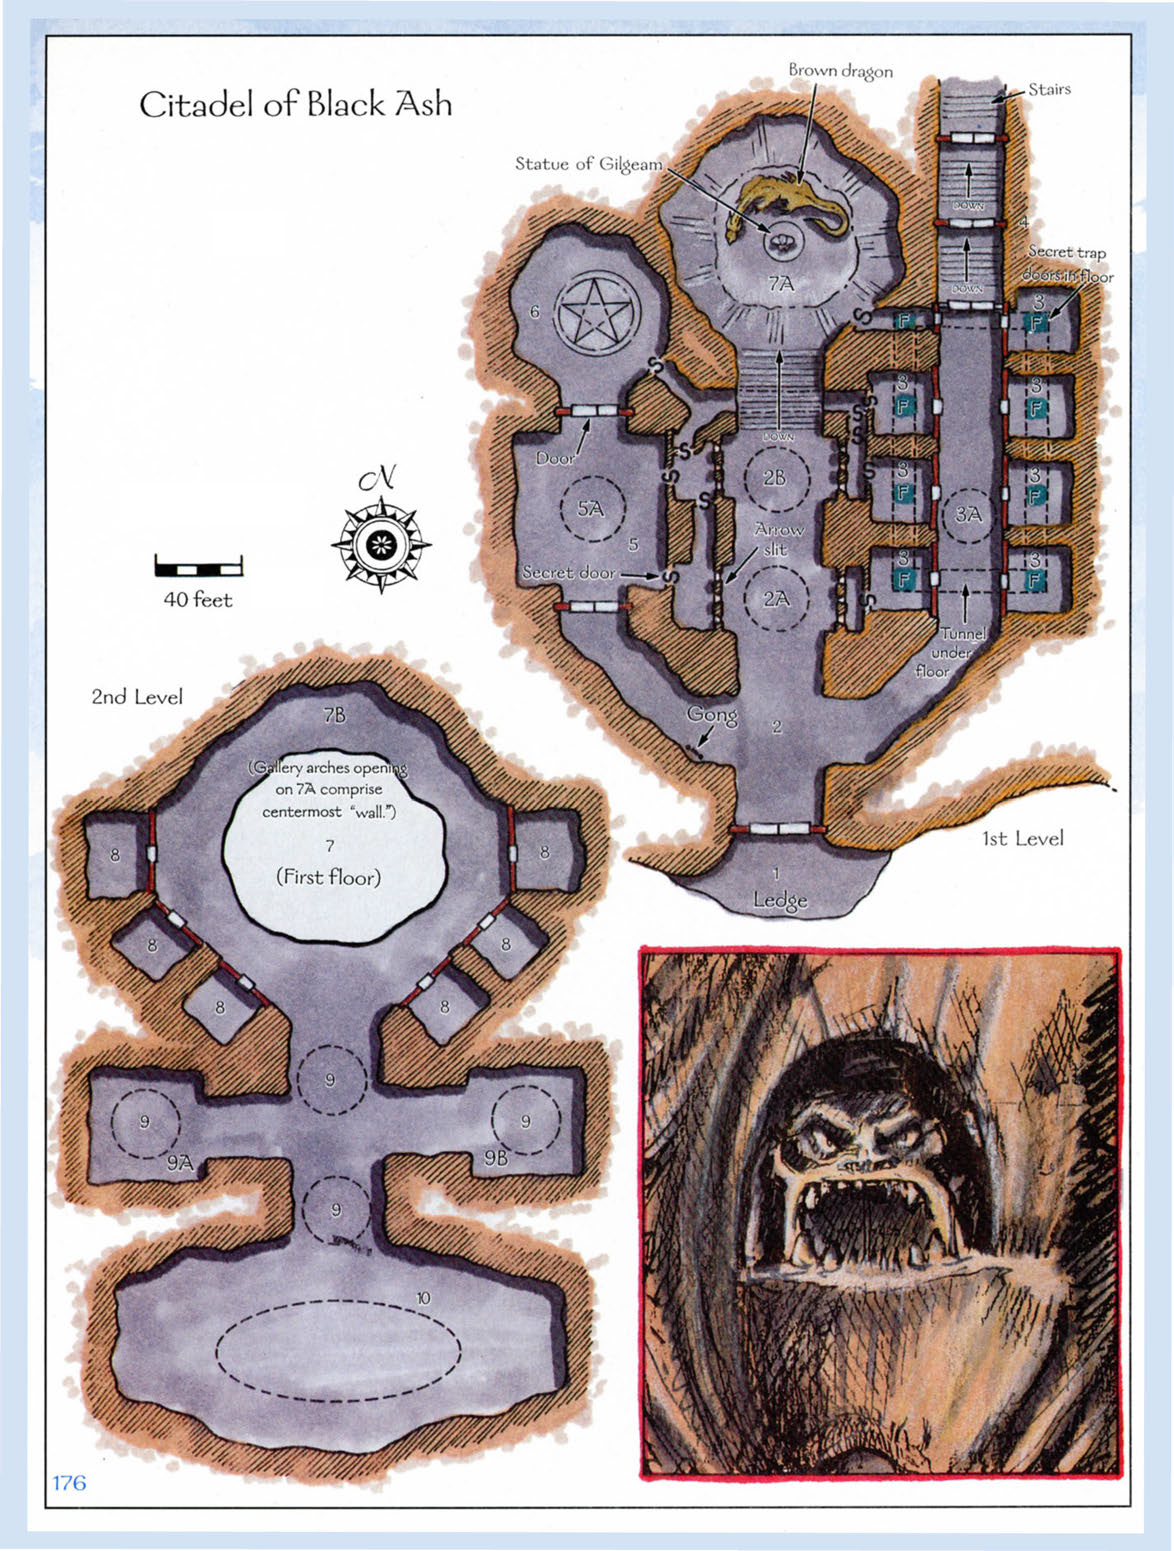 Citadel of Black Ash
Brown dragon
Stairs
Statue of Gilgeam
DOWN
4
DOWN
Secret trap
doors in floor
7A
6
S
F
3
F
S
3
F
3
F
S
S
S
DOWN
Door
S
S
S
S
2B
3
F
3
F
5A
5
Arrow
slit
3A
Secret door
S
2A
S
3
F
3
F
Tunnel
under
floor
N
40 feet
Gong
2
1st Level
1
Ledge
2nd Level
7B
(Gallery arches opening
on 7A comprise
centermost "wall.")
7
(First floor)
8
8
8
8
8
8
9
9
9A
9
9B
9
10
176